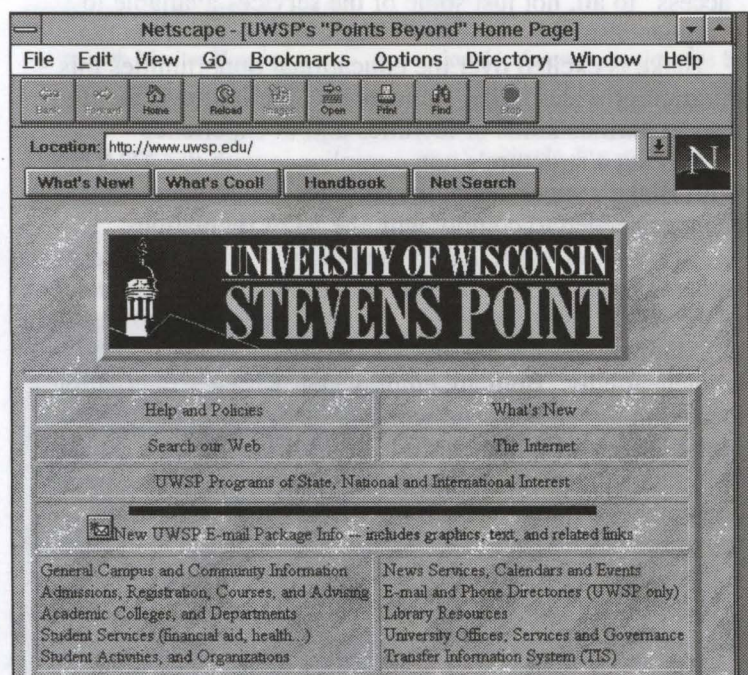 Netscape - [UWSP's "Points Beyond" Home Page]
File Edit View Go Bookmarks Options Directory Window Help
Back Forward Home Reload Images Open Print Find Stop
Location: http://www.uwsp.edu/
N
What's New! What's Cool! Handbook Net Search
UNIVERSITY OF WISCONSIN
STEVENS POINT
Help and Policies What's New
Search our Web The Internet
UWSP Programs of State, National and International Interest
New UWSP E-mail Package Info -- includes graphics, text, and related links
General Campus and Community Information
Admissions, Registration, Courses, and Advising
Academic Colleges, and Departments
Student Services (financial aid, health...)
Student Activities, and Organizations
News Services, Calendars and Events
E-mail and Phone Directories (UWSP only)
Library Resources
University Offices, Services and Governance
Transfer Information System (TIS)